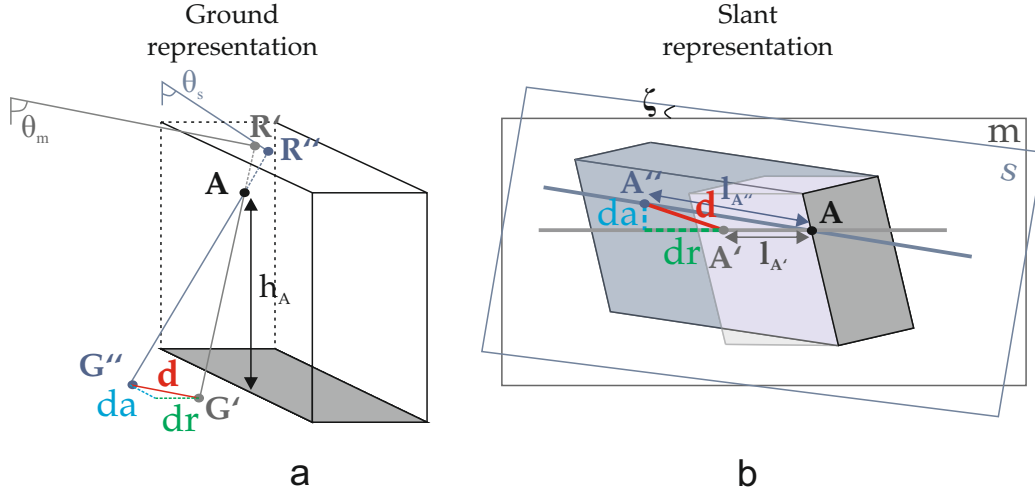 Ground
representation
θs
θm
R‘
R“
A
hA
G“
d
da
G‘
dr
a
Slant
representation
ζ
m
s
A“
lA“
d
A
da
dr
A‘
lA‘
b